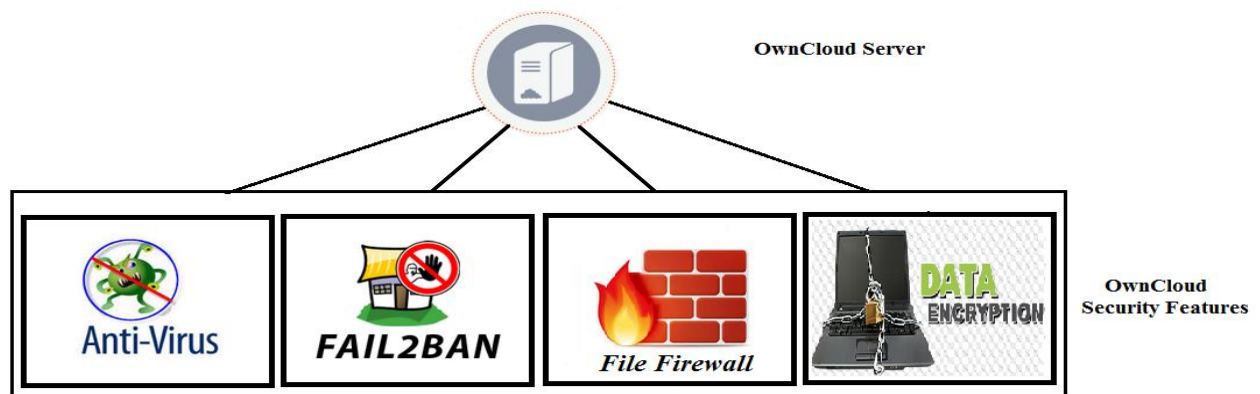 OwnCloud Server
Anti-Virus
FAIL2BAN
File Firewall
DATA
ENCRYPTION
OwnCloud
Security Features